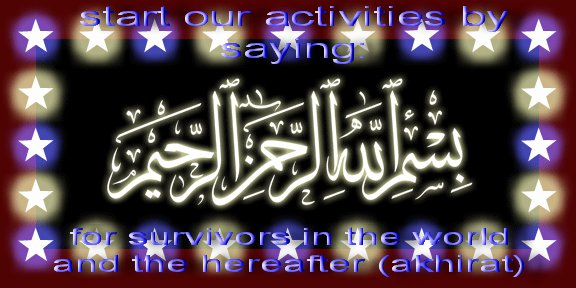 start our activities by
saying:
بسم الله الرحمن الرحيم
for survivors in the world
and the hereafter (akhirat)